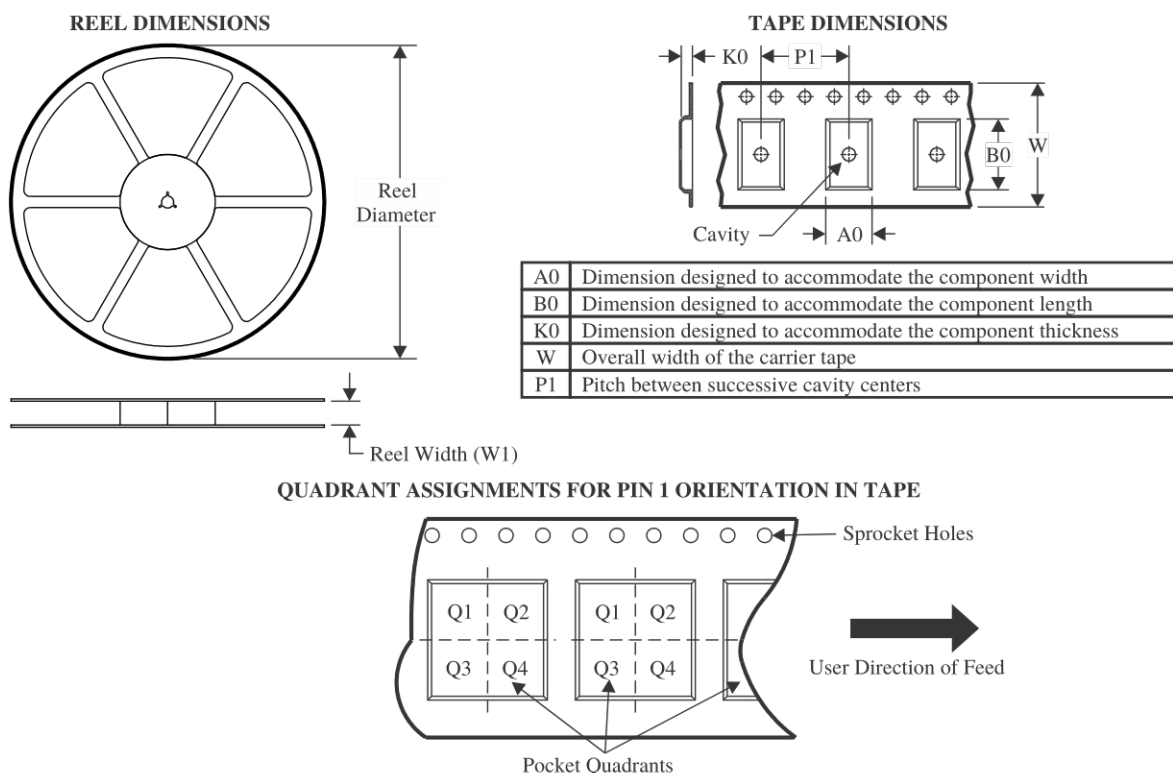 REEL DIMENSIONS
Reel
Diameter
Reel Width (W1)
TAPE DIMENSIONS
K0
P1
B0
W
Cavity
A0
A0 Dimension designed to accommodate the component width
B0 Dimension designed to accommodate the component length
K0 Dimension designed to accommodate the component thickness
W Overall width of the carrier tape
P1 Pitch between successive cavity centers
QUADRANT ASSIGNMENTS FOR PIN 1 ORIENTATION IN TAPE
Sprocket Holes
Q1 Q2 Q1 Q2
Q3 Q4 Q3 Q4
User Direction of Feed
Pocket Quadrants